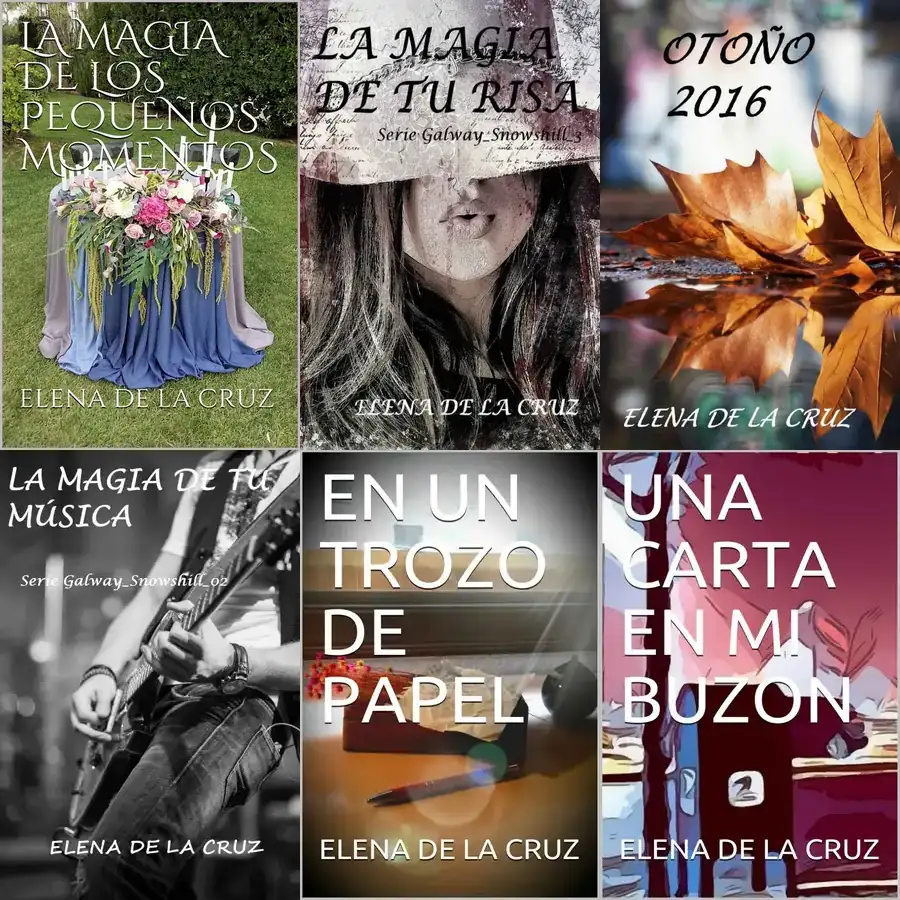 LA MAGIA
DE LOS
PEQUEÑOS
MOMENTOS
ELENA DE LA CRUZ
LA MAGIA
DE TU RISA
Serie Galway_Snowshill_3
ELENA DE LA CRUZ
OTOÑO
2016
ELENA DE LA CRUZ
LA MAGIA DE TU
MÚSICA
Serie Galway_Snowshill_02
ELENA DE LA CRUZ
EN UN
TROZO
DE
PAPEL
ELENA DE LA CRUZ
UNA
CARTA
EN MI
BUZON
2
ELENA DE LA CRUZ